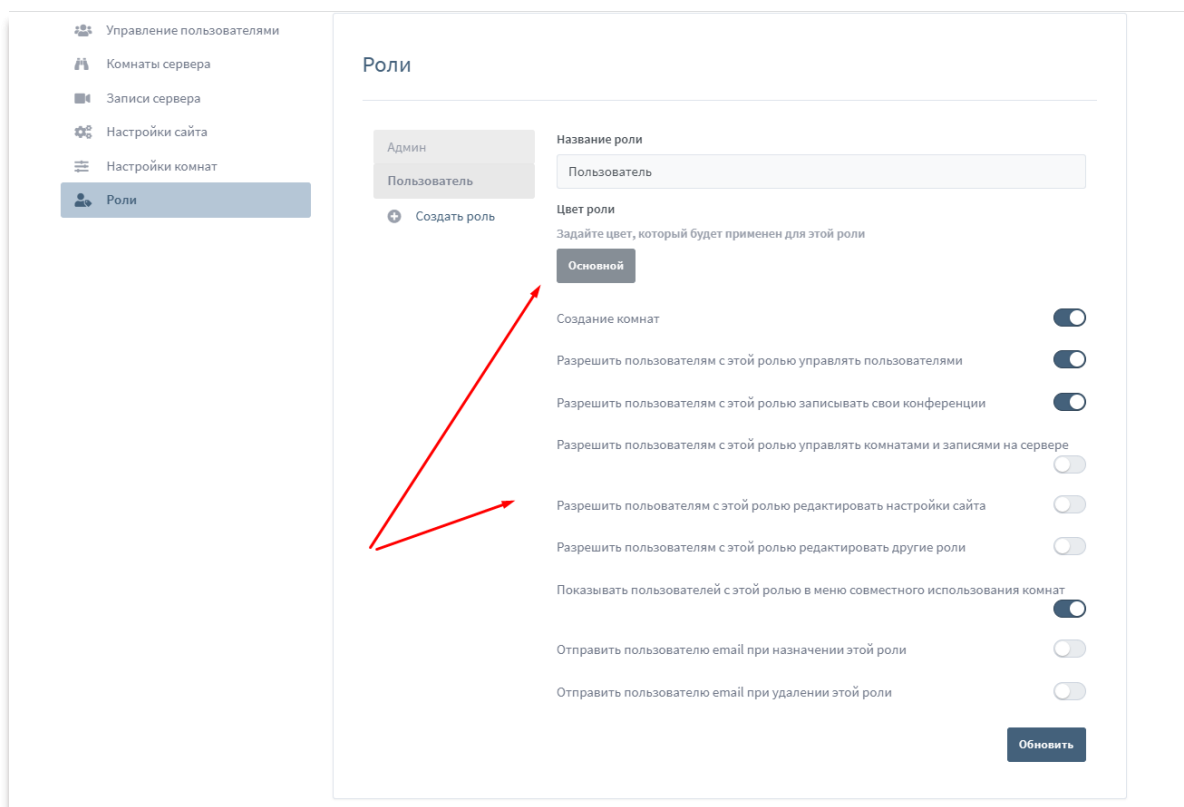 Управление пользователями
Комнаты сервера
Записи сервера
Настройки сайта
Настройки комнат
Роли
Роли
Админ
Пользователь
Создать роль
Название роли
Пользователь
Цвет роли
Задайте цвет, который будет применен для этой роли
Основной
Создание комнат
Разрешить пользователям с этой ролью управлять пользователями
Разрешить пользователям с этой ролью записывать свои конференции
Разрешить пользователям с этой ролью управлять комнатами и записями на сервере
Разрешить польователям с этой ролью редактировать настройки сайта
Разрешить пользователям с этой ролью редактировать другие роли
Показывать пользователей с этой ролью в меню совместного использования комнат
Отправить пользователю email при назначении этой роли
Отправить пользователю email при удалении этой роли
Обновить